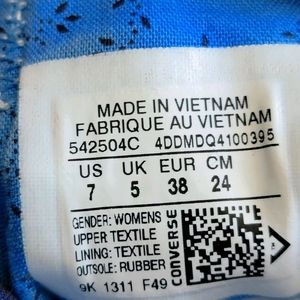 MADE IN VIETNAM
FABRIQUE AU VIETNAM
542504C 4DDMDQ4100395
US UK EUR CM
7 5 38 24
GENDER: WOMENS
UPPER: TEXTILE
LINING: TEXTILE
OUTSOLE: RUBBER
9K 1311 F49
CONVERSE